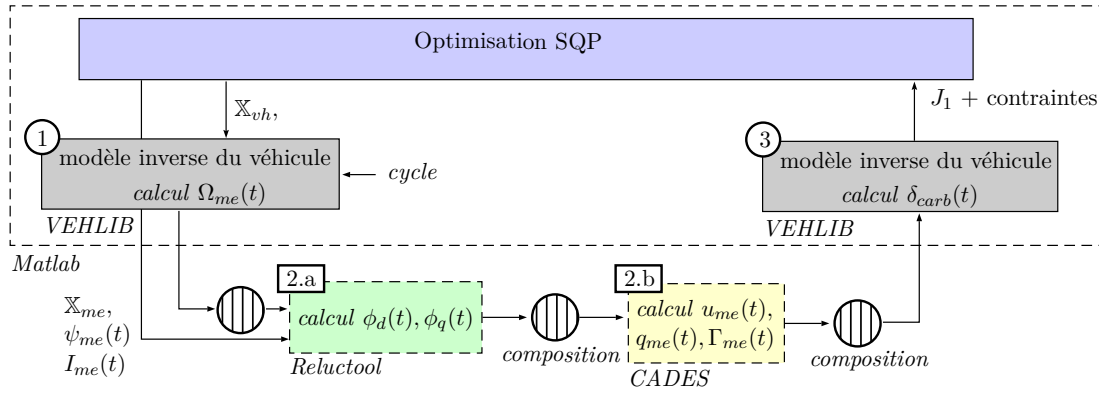 Optimisation SQP
𝕏vh,
J1 + contraintes
1
modèle inverse du véhicule
calcul Ωme(t)
cycle
VEHLIB
3
modèle inverse du véhicule
calcul δcarb(t)
VEHLIB
Matlab
𝕏me,
ψme(t)
Ime(t)
2.a
calcul ϕd(t), ϕq(t)
Reluctool
composition
2.b
calcul ume(t),
qme(t), Γme(t)
CADES
composition